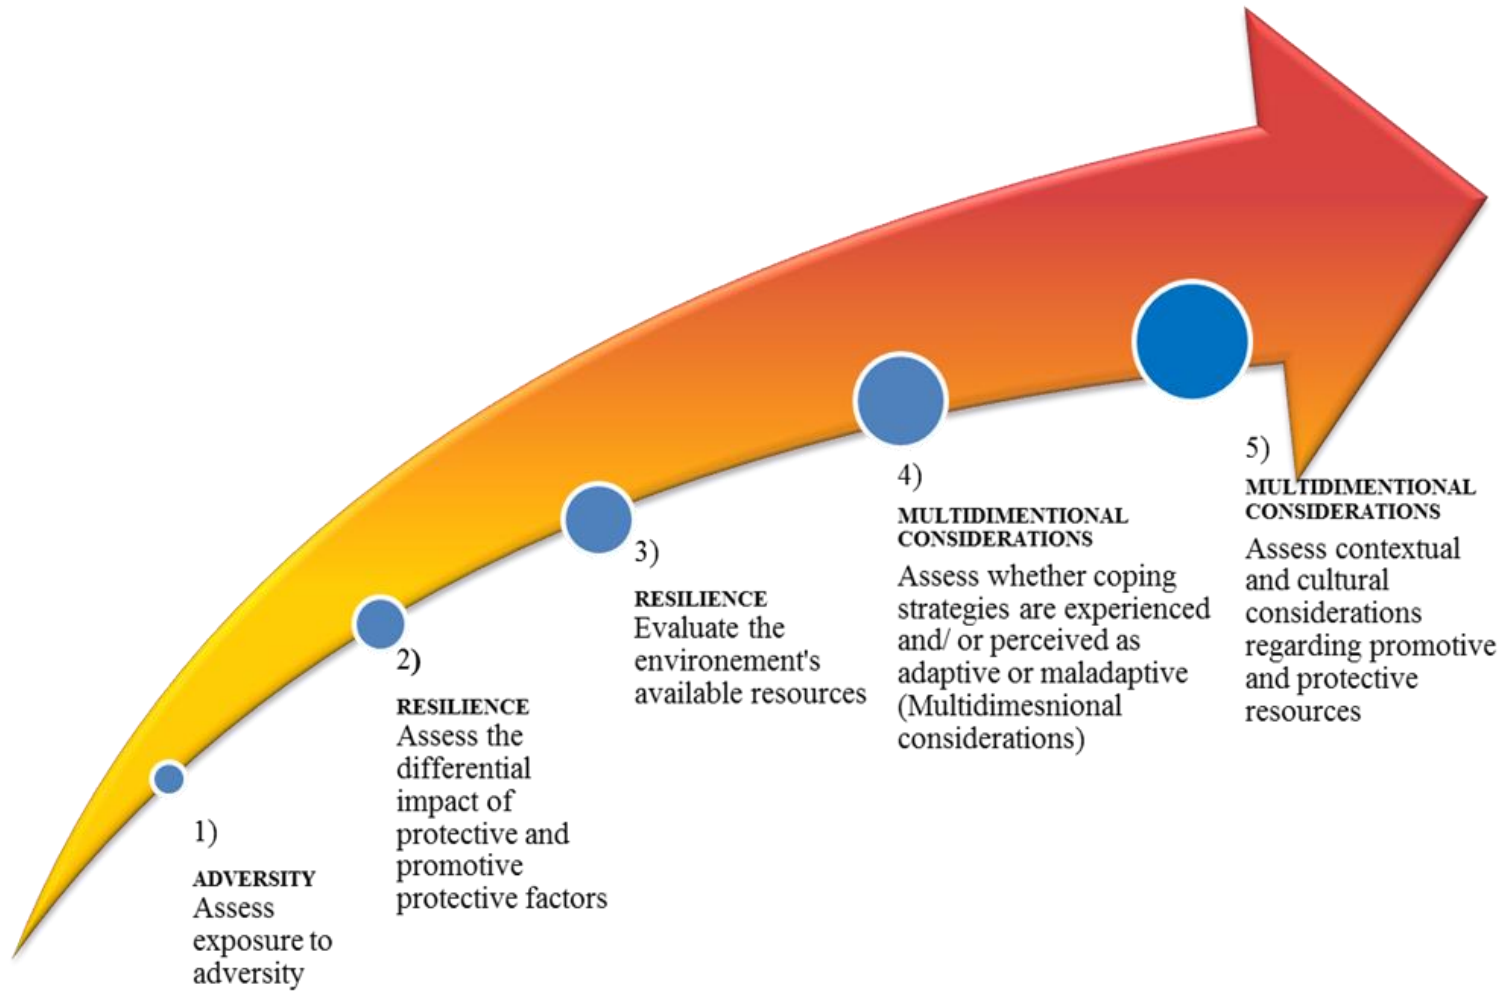 1)
ADVERSITY
Assess
exposure to
adversity
2)
RESILIENCE
Assess the
differential
impact of
protective and
promotive
protective factors
3)
RESILIENCE
Evaluate the
environement's
available resources
4)
MULTIDIMENTIONAL
CONSIDERATIONS
Assess whether coping
strategies are experienced
and/ or perceived as
adaptive or maladaptive
(Multidimesnional
considerations)
5)
MULTIDIMENTIONAL
CONSIDERATIONS
Assess contextual
and cultural
considerations
regarding promotive
and protective
resources